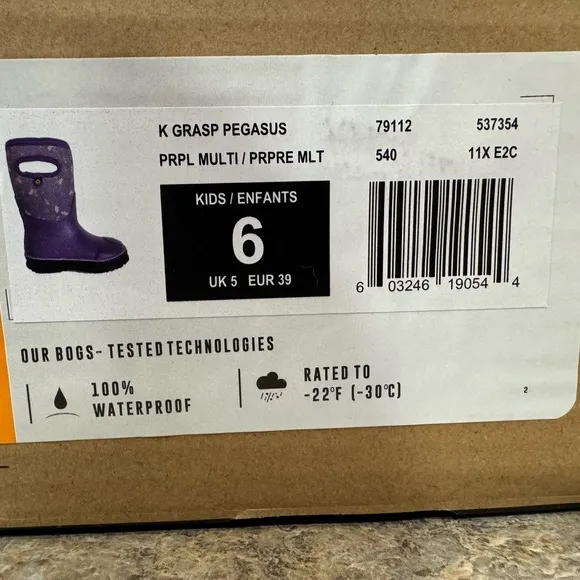 K GRASP PEGASUS 79112 537354
PRPL MULTI / PRPRE MLT 540 11X E2C
KIDS / ENFANTS
6
UK 5 EUR 39
6 03246 19054 4
OUR BOGS- TESTED TECHNOLOGIES
100%
WATERPROOF
RATED TO
-22°F (-30°C)
2